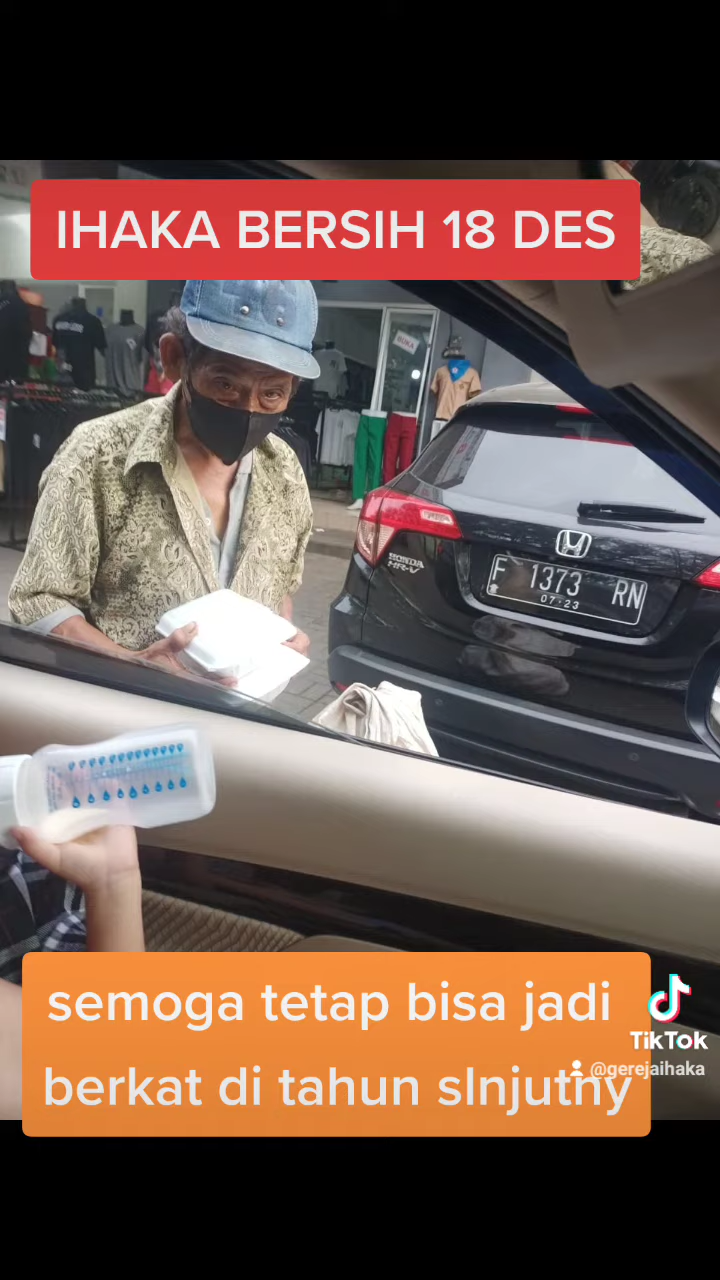 IHAKA BERSIH 18 DES
BUKA
HONDA
HR-V
F 1373 RN
07·23
semoga tetap bisa jadi
berkat di tahun slnjutny
TikTok
@gerejaihaka